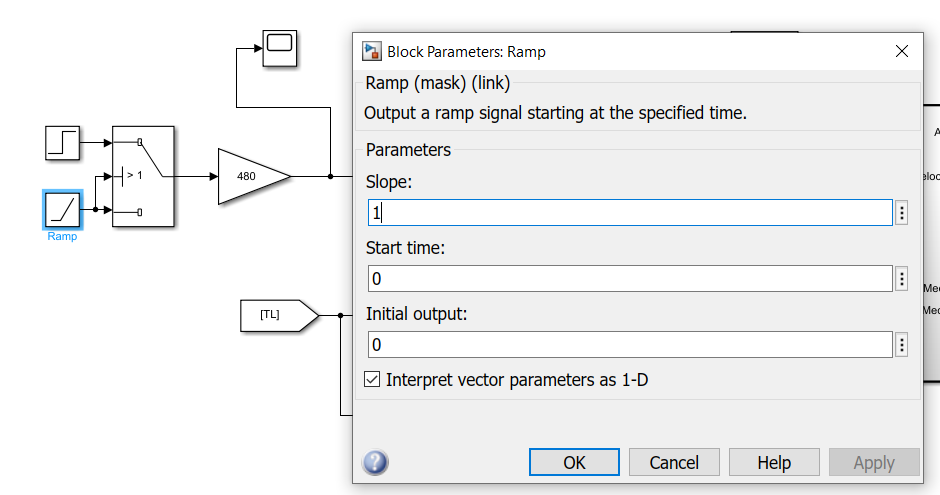 Block Parameters: Ramp
Ramp (mask) (link)
Output a ramp signal starting at the specified time.
Parameters
Slope:
1
Start time:
0
Initial output:
0
Interpret vector parameters as 1-D
OK Cancel Help Apply
> 1
480
Ramp
[TL]
A
eloc
Mec
Mec